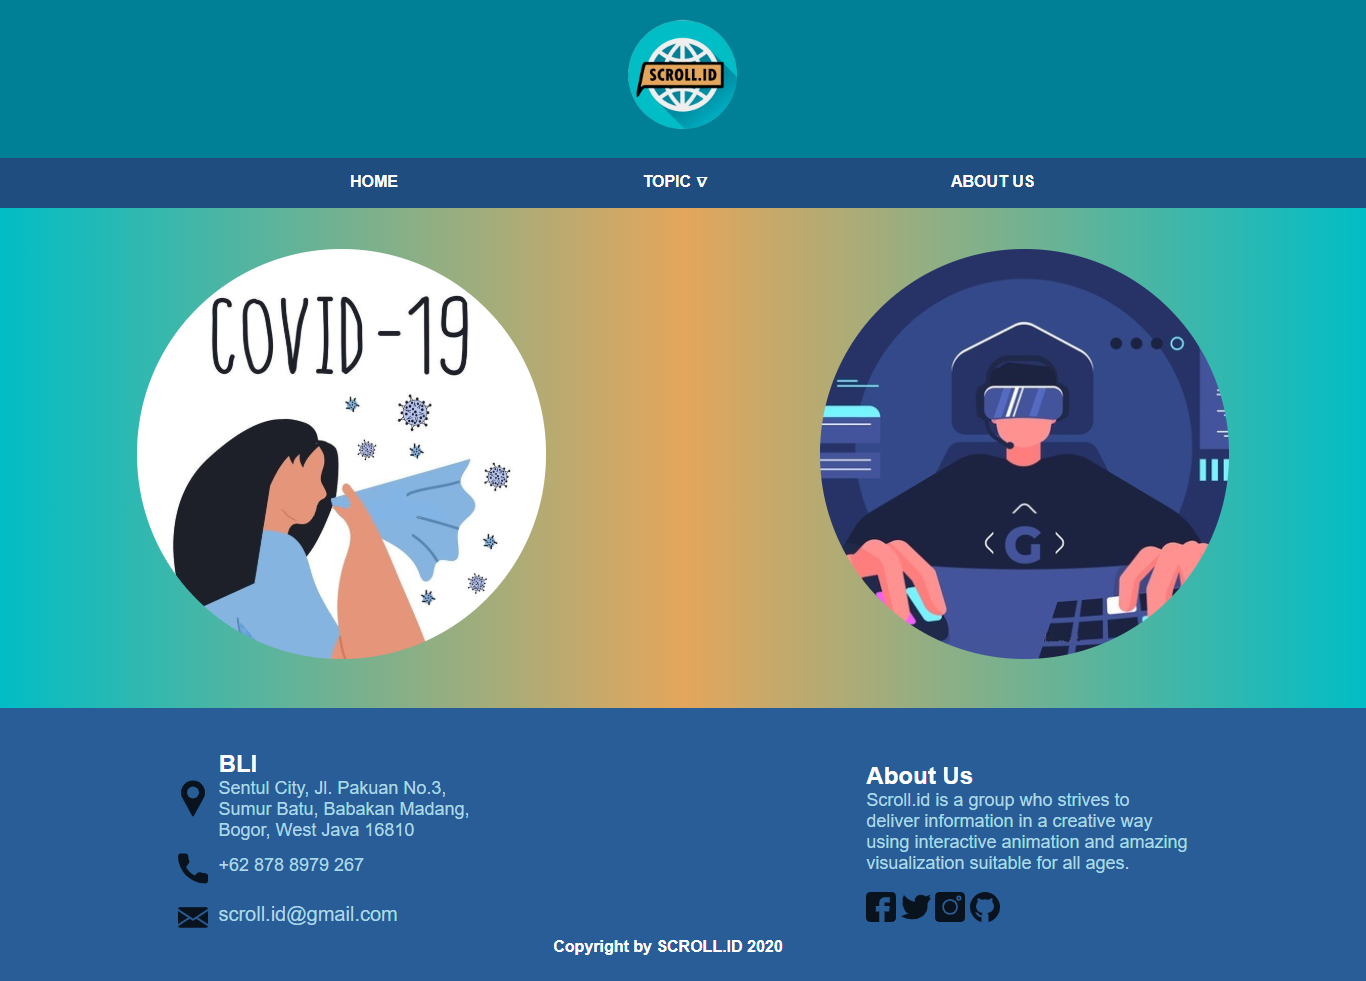 SCROLL.ID
HOME
TOPIC ∇
ABOUT US
COVID-19
G
BLI
Sentul City, Jl. Pakuan No.3,
Sumur Batu, Babakan Madang,
Bogor, West Java 16810
+62 878 8979 267
scroll.id@gmail.com
About Us
Scroll.id is a group who strives to
deliver information in a creative way
using interactive animation and amazing
visualization suitable for all ages.
Copyright by SCROLL.ID 2020